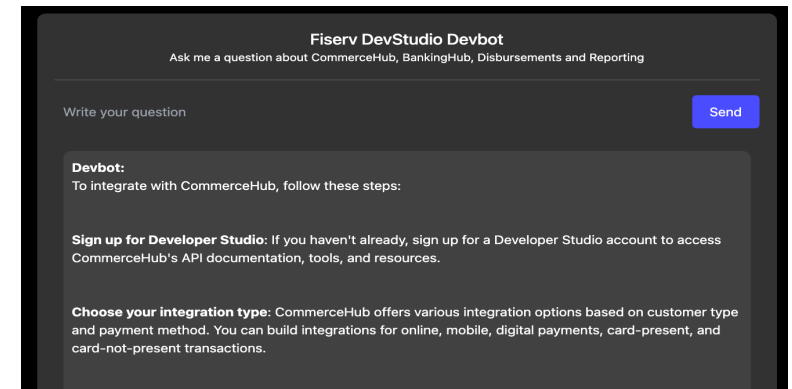 Fiserv DevStudio Devbot
Ask me a question about CommerceHub, BankingHub, Disbursements and Reporting
Write your question
Send
Devbot:
To integrate with CommerceHub, follow these steps:
Sign up for Developer Studio: If you haven't already, sign up for a Developer Studio account to access
CommerceHub's API documentation, tools, and resources.
Choose your integration type: CommerceHub offers various integration options based on customer type
and payment method. You can build integrations for online, mobile, digital payments, card-present, and
card-not-present transactions.